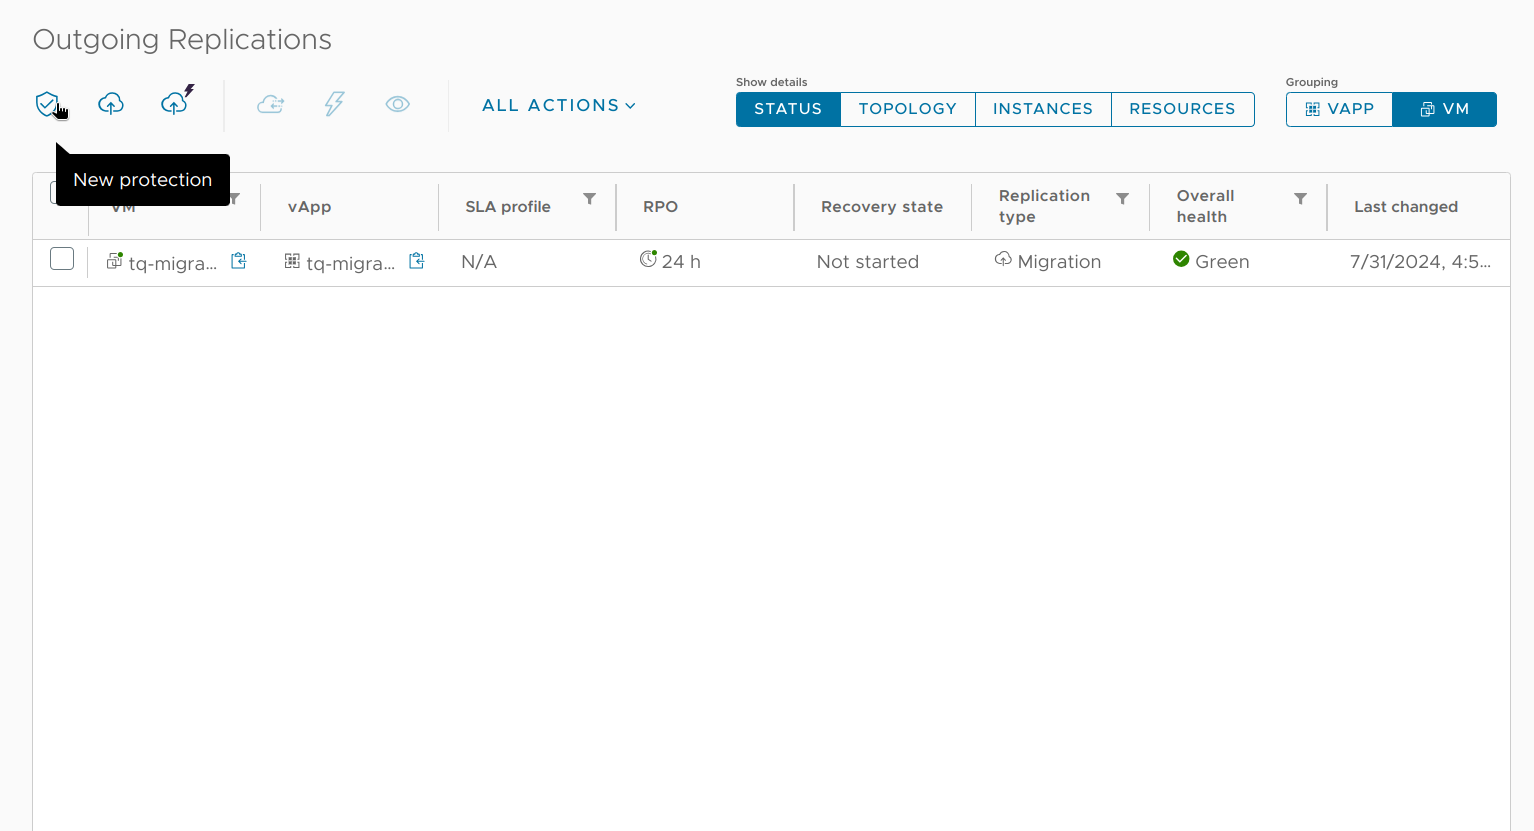 Outgoing Replications
ALL ACTIONS
Show details
STATUS TOPOLOGY INSTANCES RESOURCES
Grouping
VAPP VM
New protection
VM vApp SLA profile RPO Recovery state Replication type Overall health Last changed
tq-migra... tq-migra... N/A 24 h Not started Migration Green 7/31/2024, 4:5...